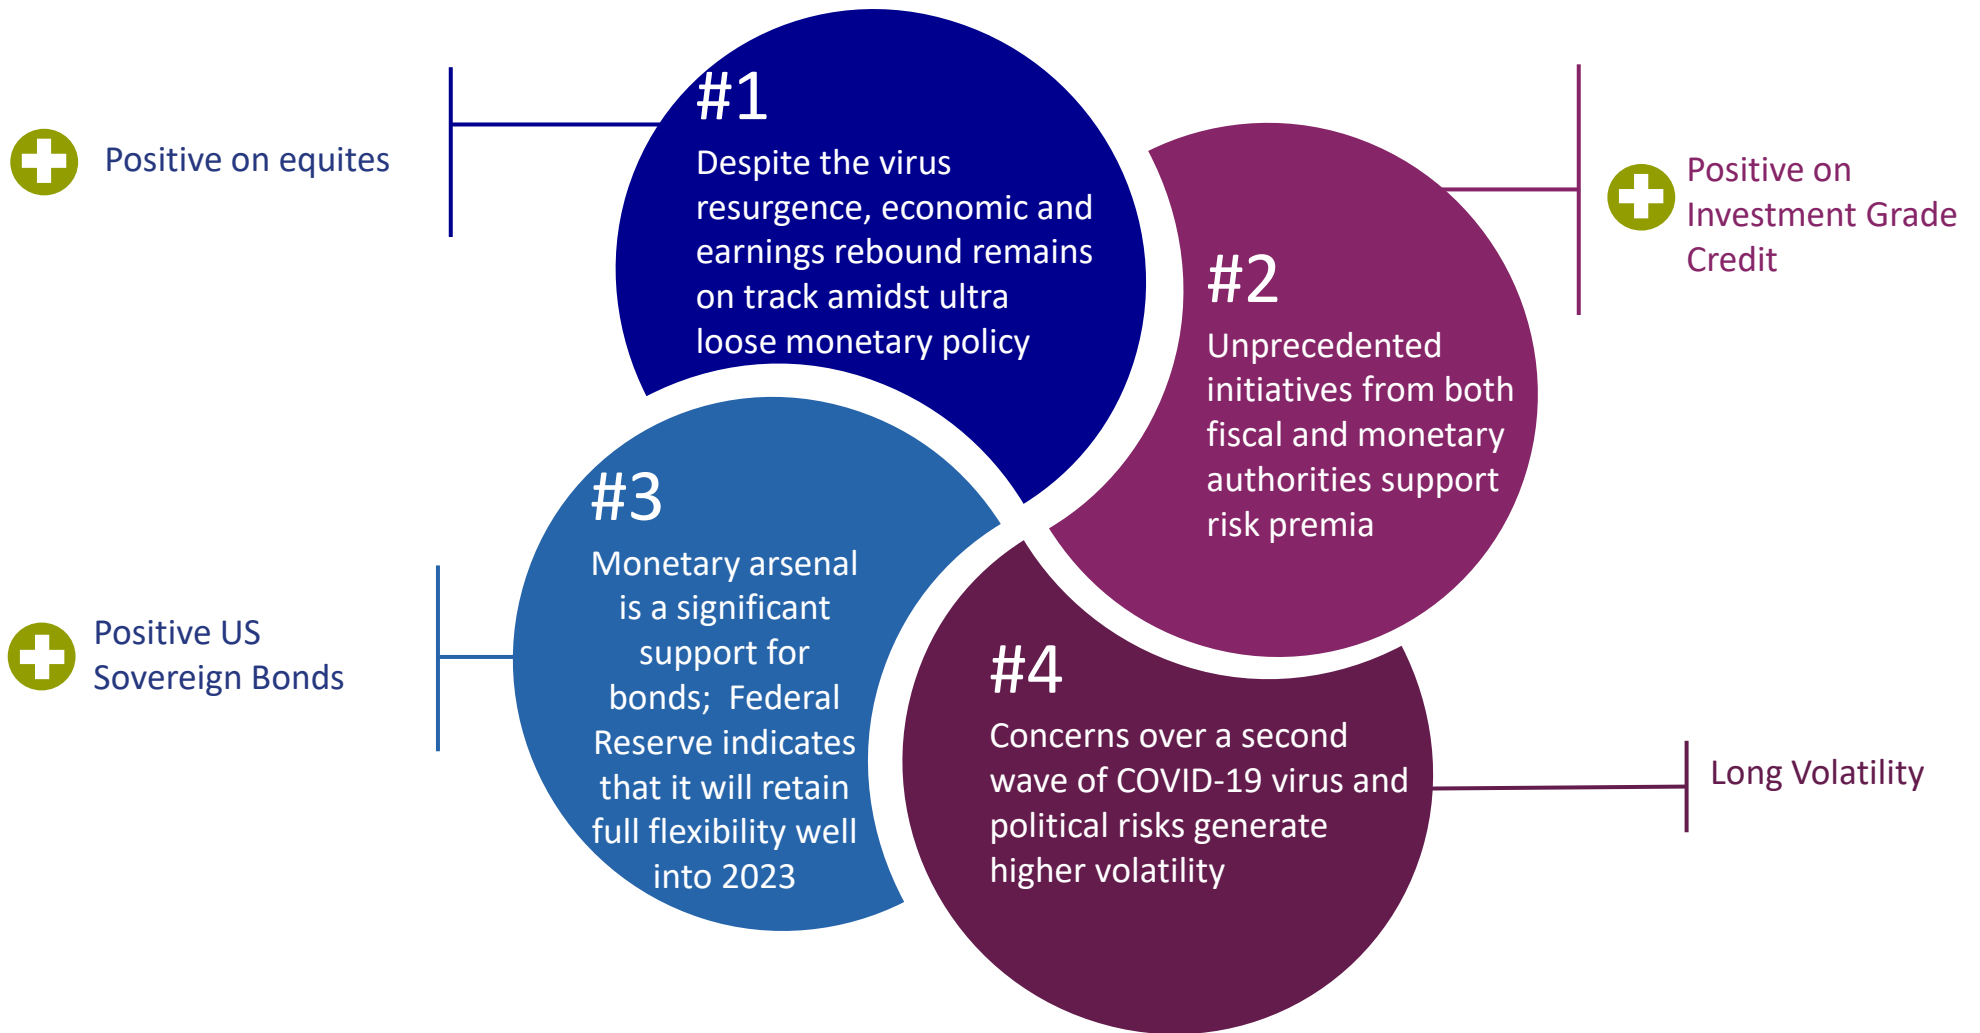 Positive on equites
#1
Despite the virus
resurgence, economic and
earnings rebound remains
on track amidst ultra
loose monetary policy
Positive on
Investment Grade
Credit
#2
Unprecedented
initiatives from both
fiscal and monetary
authorities support
risk premia
Positive US
Sovereign Bonds
#3
Monetary arsenal
is a significant
support for
bonds;  Federal
Reserve indicates
that it will retain
full flexibility well
into 2023
#4
Concerns over a second
wave of COVID-19 virus and
political risks generate
higher volatility
Long Volatility